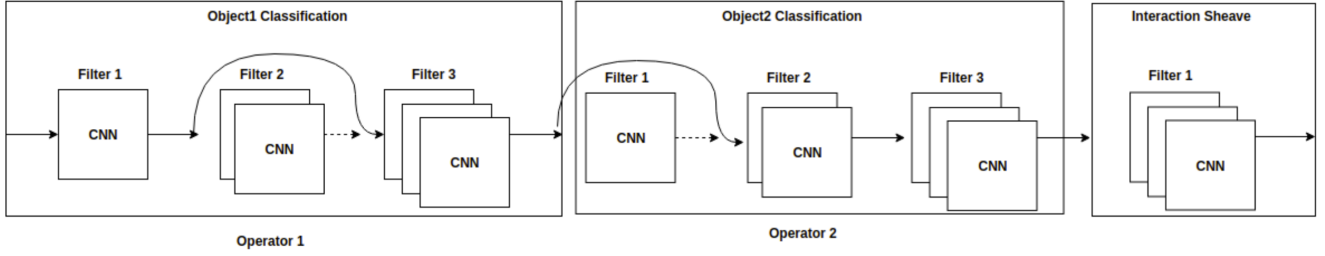 Object1 Classification
Filter 1
CNN
Filter 2
CNN
Filter 3
CNN
Operator 1
Object2 Classification
Filter 1
CNN
Filter 2
CNN
Filter 3
CNN
Operator 2
Interaction Sheave
Filter 1
CNN